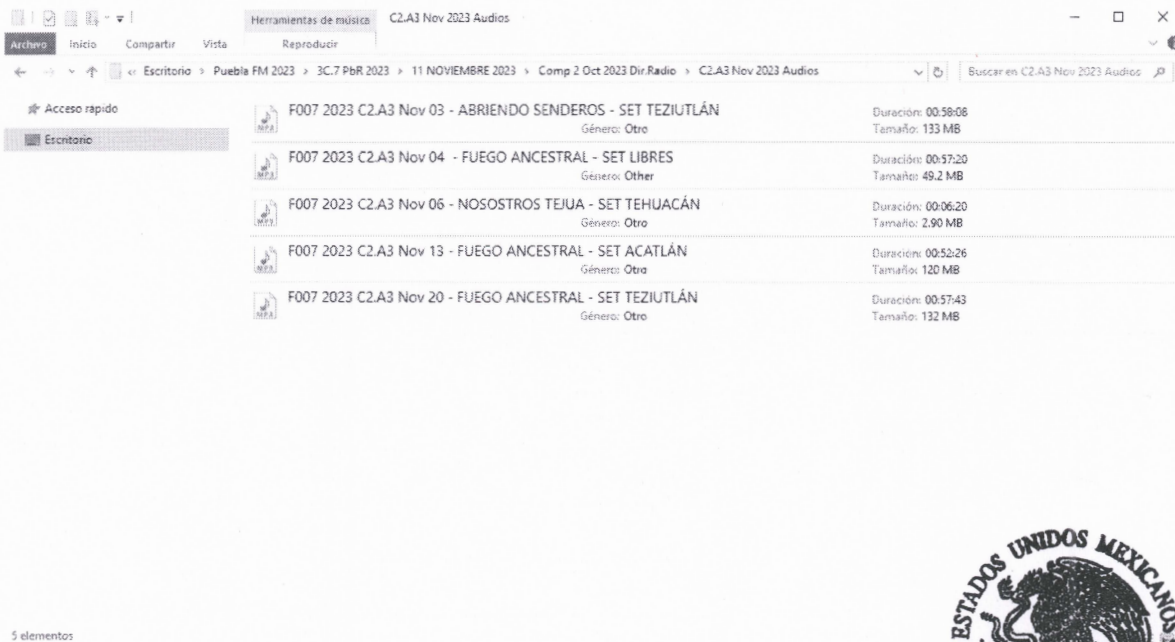 Herramientas de música C2.A3 Nov 2023 Audios
Archivo Inicio Compartir Vista Reproducir
« Escritorio > Puebla FM 2023 > 3C.7 PbR 2023 > 11 NOVIEMBRE 2023 > Comp 2 Oct 2023 Dir.Radio > C2.A3 Nov 2023 Audios Buscar en C2.A3 Nov 2023 Audios
Acceso rápido
Escritorio
F007 2023 C2.A3 Nov 03 - ABRIENDO SENDEROS - SET TEZIUTLÁN Duración: 00:58:08
MP3 Género: Otro Tamaño: 133 MB
F007 2023 C2.A3 Nov 04 - FUEGO ANCESTRAL - SET LIBRES Duración: 00:57:20
MP3 Género: Other Tamaño: 49.2 MB
F007 2023 C2.A3 Nov 06 - NOSOSTROS TEJUA - SET TEHUACÁN Duración: 00:06:20
MP3 Género: Otro Tamaño: 2.90 MB
F007 2023 C2.A3 Nov 13 - FUEGO ANCESTRAL - SET ACATLÁN Duración: 00:52:26
MP3 Género: Otro Tamaño: 120 MB
F007 2023 C2.A3 Nov 20 - FUEGO ANCESTRAL - SET TEZIUTLÁN Duración: 00:57:43
MP3 Género: Otro Tamaño: 132 MB
ESTADOS UNIDOS MEXICANOS
5 elementos